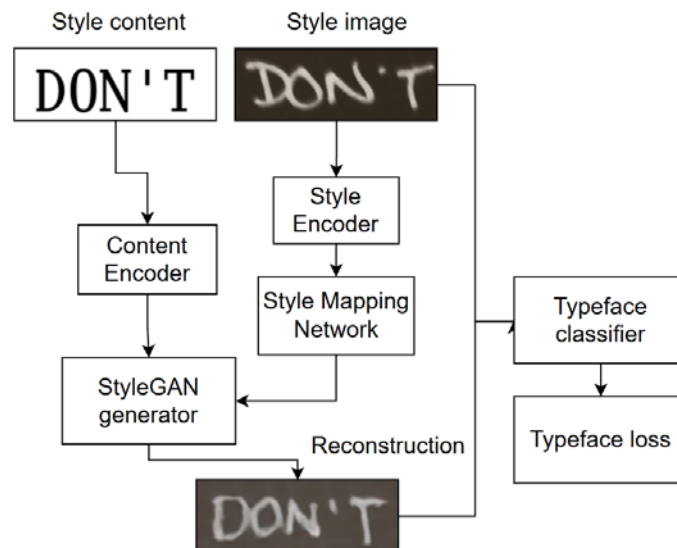 Style content
Style image
DON'T
DON'T
Style
Encoder
Content
Encoder
Style Mapping
Network
Typeface
classifier
StyleGAN
generator
Reconstruction
Typeface loss
DON'T